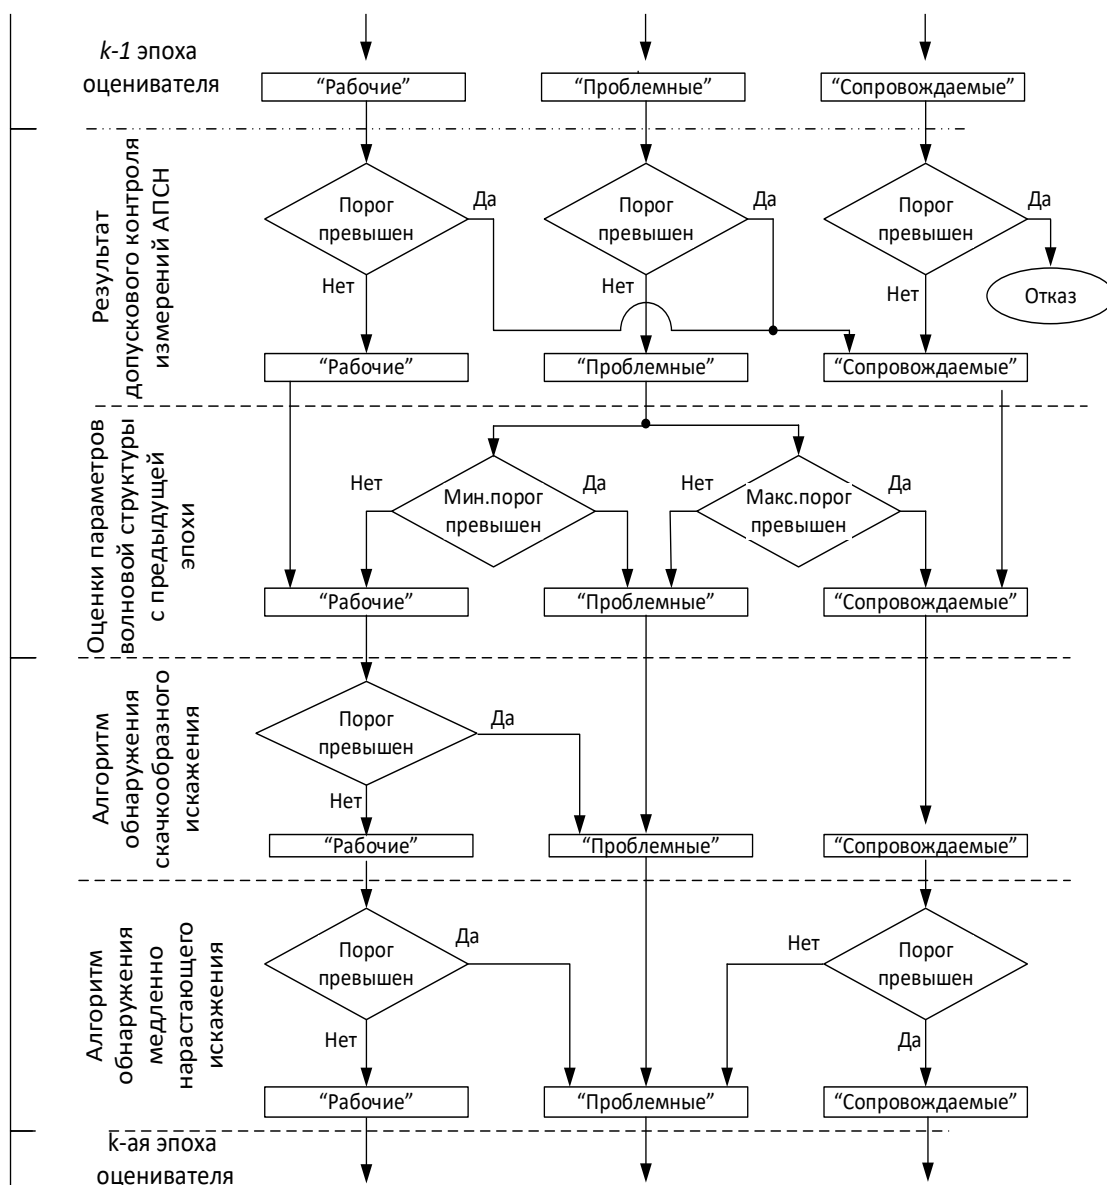 k-1 эпоха
оценивателя
“Рабочие”
“Проблемные”
“Сопровождаемые”
Результат
допускового контроля
измерений АПСН
Порог
превышен
Да
Нет
Порог
превышен
Да
Нет
Порог
превышен
Да
Нет
Отказ
“Рабочие”
“Проблемные”
“Сопровождаемые”
Оценки параметров
волновой структуры
с предыдущей
эпохи
Нет
Мин.порог
превышен
Да
Нет
Макс.порог
превышен
Да
“Рабочие”
“Проблемные”
“Сопровождаемые”
Алгоритм
обнаружения
скачкообразного
искажения
Порог
превышен
Да
Нет
“Рабочие”
“Проблемные”
“Сопровождаемые”
Алгоритм
обнаружения
медленно
нарастающего
искажения
Порог
превышен
Да
Нет
Нет
Порог
превышен
Да
“Рабочие”
“Проблемные”
“Сопровождаемые”
k-ая эпоха
оценивателя